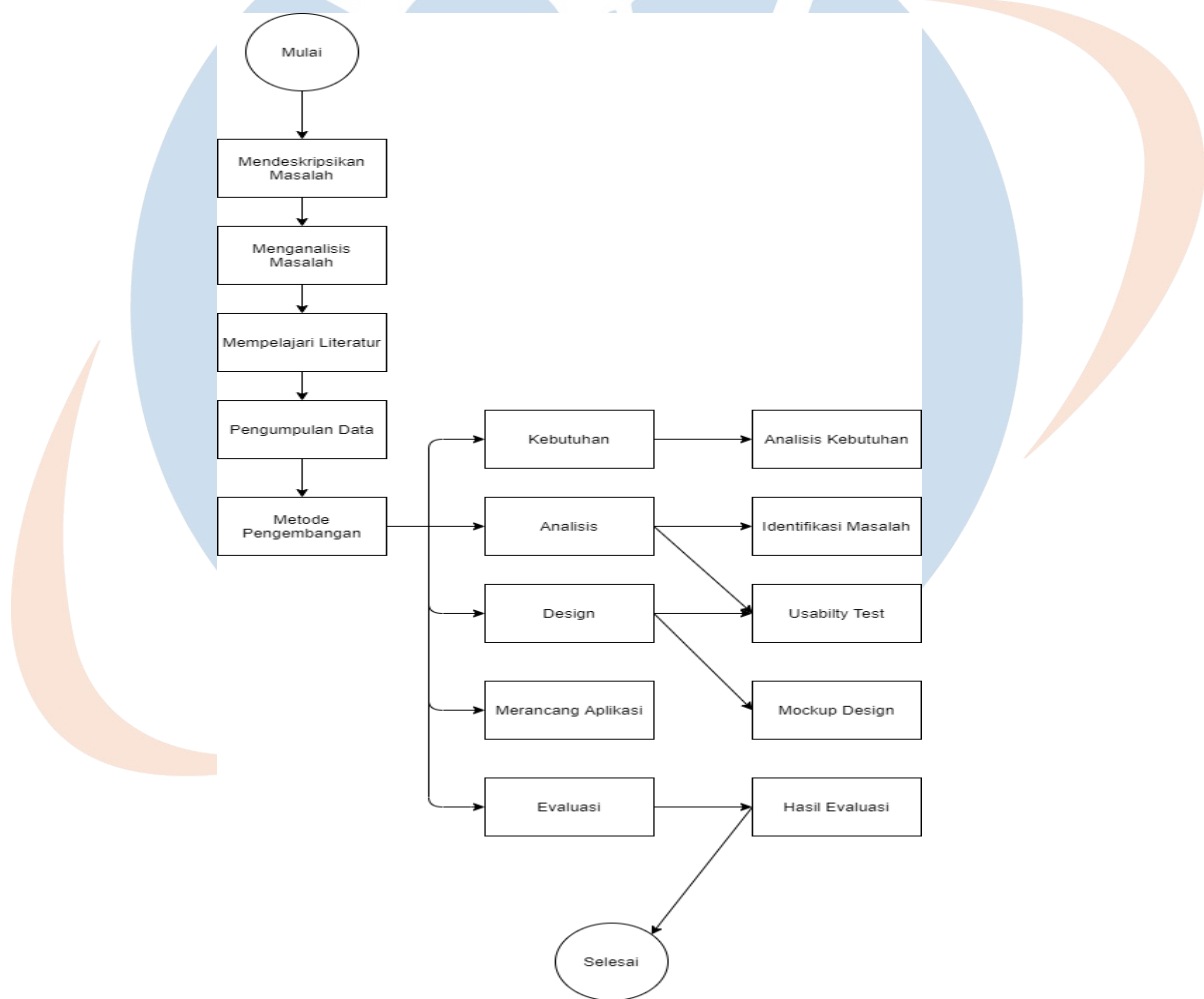 Mulai
Mendeskripsikan
Masalah
Menganalisis
Masalah
Mempelajari Literatur
Pengumpulan Data
Metode
Pengembangan
Kebutuhan
Analisis Kebutuhan
Analisis
Identifikasi Masalah
Design
Usabilty Test
Merancang Aplikasi
Mockup Design
Evaluasi
Hasil Evaluasi
Selesai